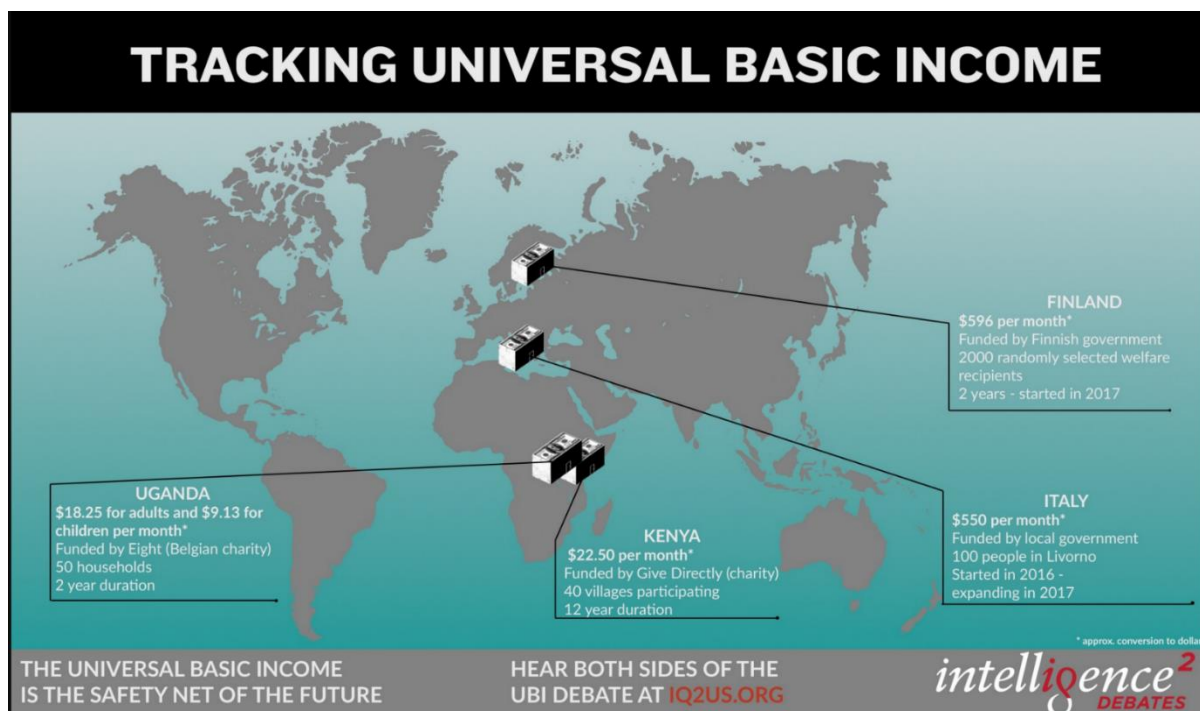 TRACKING UNIVERSAL BASIC INCOME
FINLAND
$596 per month*
Funded by Finnish government
2000 randomly selected welfare
recipients
2 years - started in 2017
UGANDA
$18.25 for adults and $9.13 for
children per month*
Funded by Eight (Belgian charity)
50 households
2 year duration
KENYA
$22.50 per month*
Funded by Give Directly (charity)
40 villages participating
12 year duration
ITALY
$550 per month*
Funded by local government
100 people in Livorno
Started in 2016 -
expanding in 2017
* approx. conversion to dollar
THE UNIVERSAL BASIC INCOME
IS THE SAFETY NET OF THE FUTURE
HEAR BOTH SIDES OF THE
UBI DEBATE AT IQ2US.ORG
intelligence2
DEBATES